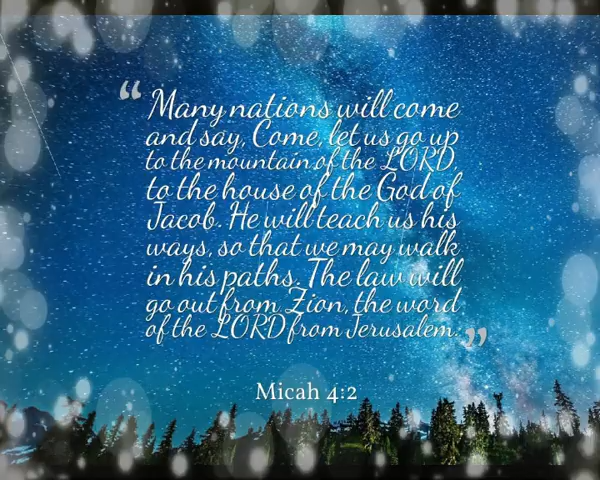 “ Many nations will come
and say, Come, let us go up
to the mountain of the LORD,
to the house of the God of
Jacob. He will teach us his
ways, so that we may walk
in his paths. The law will
go out from Zion, the word
of the LORD from Jerusalem. ”
Micah 4:2